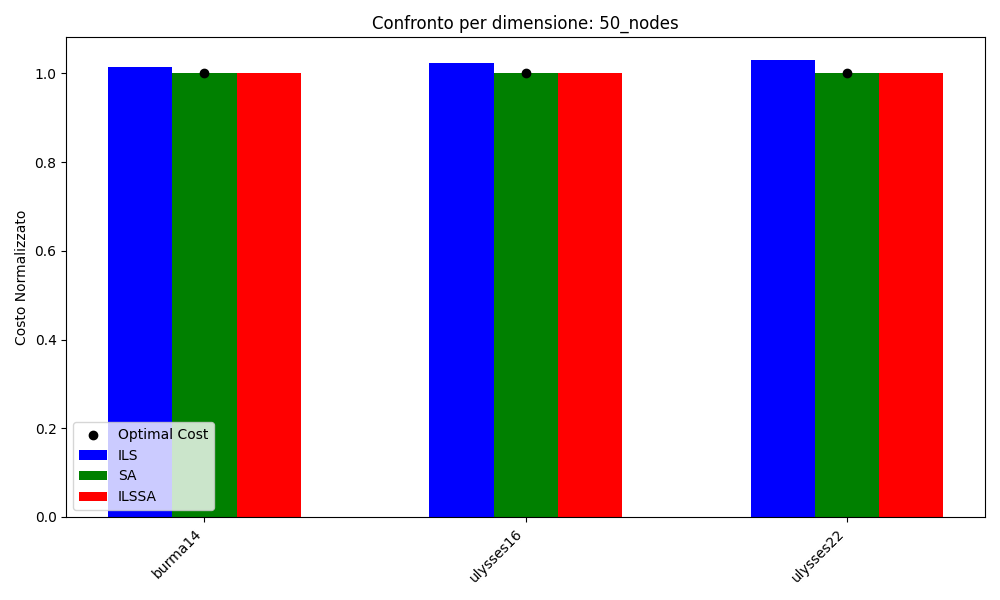 Confronto per dimensione: 50_nodes
Costo Normalizzato
1.0
0.8
0.6
0.4
0.2
0.0
Optimal Cost
ILS
SA
ILSSA
burma14
ulysses16
ulysses22